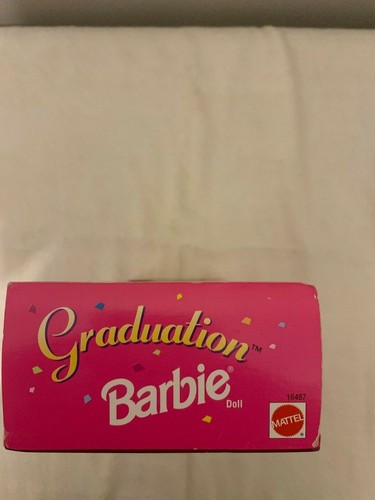 Graduation™
Barbie®
Doll
16487
MATTEL